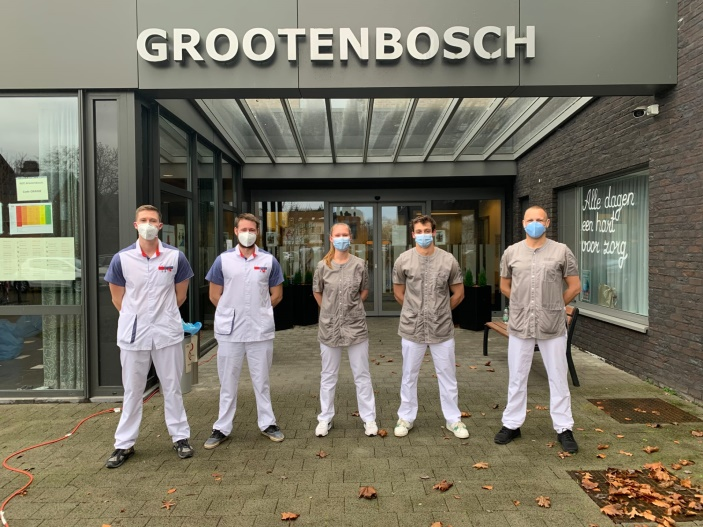 GROOTENBOSCH
Alle dagen
een hart
voor zorg